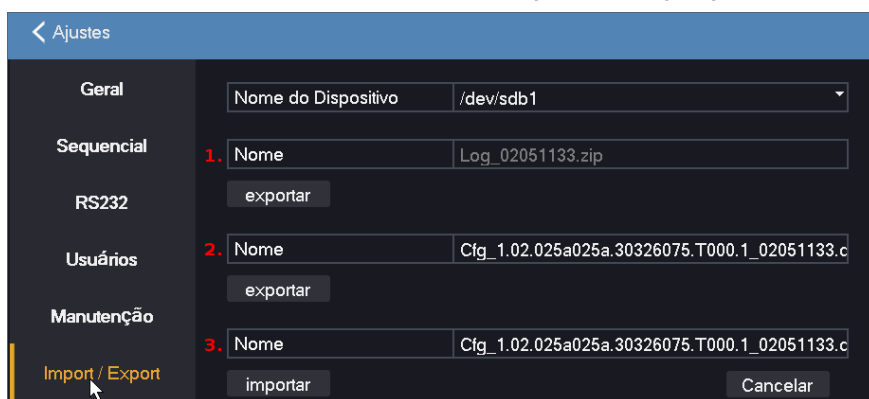 Ajustes
Geral
Nome do Dispositivo /dev/sdb1
Sequencial
1. Nome Log_02051133.zip
RS232
exportar
Usuários
2. Nome Cfg_1.02.025a025a.30326075.T000.1_02051133.c
exportar
Manutenção
3. Nome Cfg_1.02.025a025a.30326075.T000.1_02051133.c
Import / Export
importar Cancelar